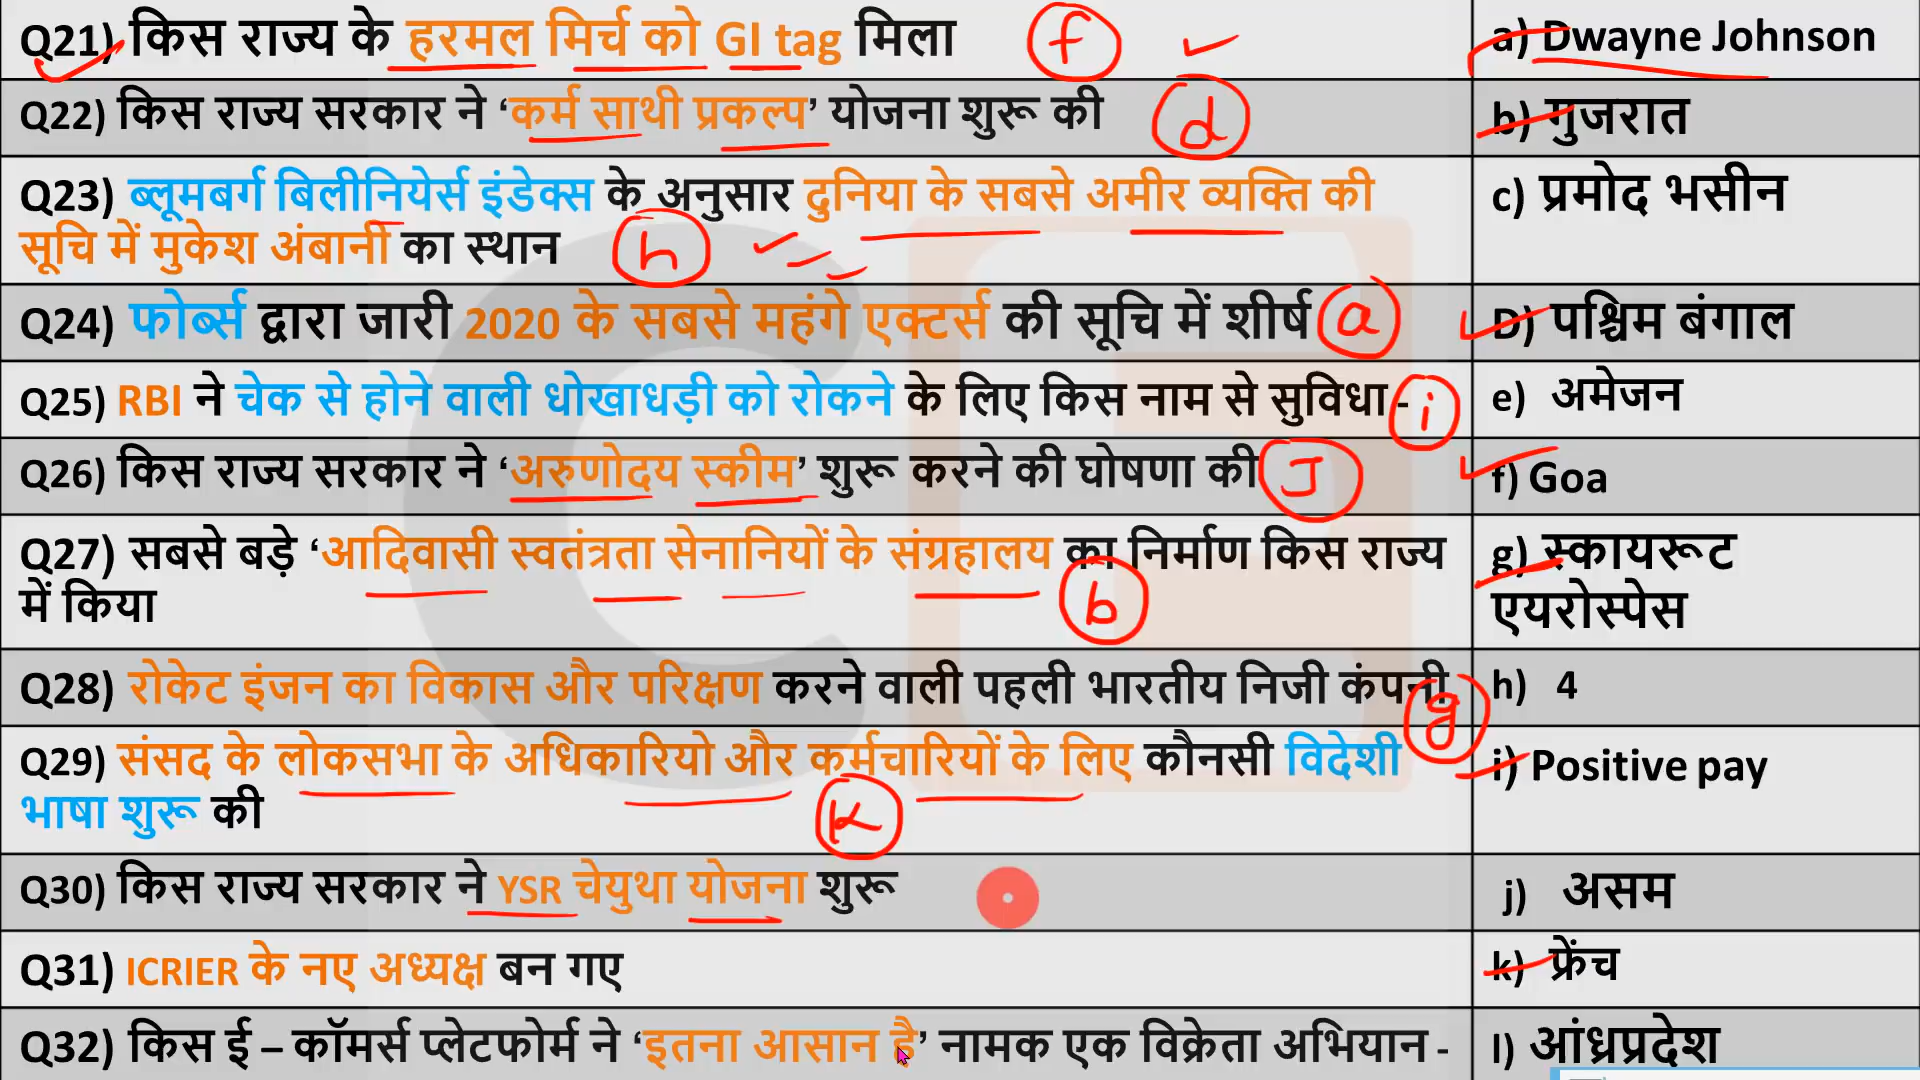 Q21) किस राज्य के हरमल मिर्च को GI tag मिला f a) Dwayne Johnson
Q22) किस राज्य सरकार ने ‘कर्म साथी प्रकल्प’ योजना शुरू की d b) गुजरात
Q23) ब्लूमबर्ग बिलीनियेर्स इंडेक्स के अनुसार दुनिया के सबसे अमीर व्यक्ति की c) प्रमोद भसीन
सूचि में मुकेश अंबानी का स्थान h
Q24) फोर्ब्स द्वारा जारी 2020 के सबसे महंगे एक्टर्स की सूचि में शीर्ष a D) पश्चिम बंगाल
Q25) RBI ने चेक से होने वाली धोखाधड़ी को रोकने के लिए किस नाम से सुविधा - i e) अमेजन
Q26) किस राज्य सरकार ने ‘अरुणोदय स्कीम’ शुरू करने की घोषणा की J f) Goa
Q27) सबसे बड़े ‘आदिवासी स्वतंत्रता सेनानियों के संग्रहालय का निर्माण किस राज्य g) स्कायरूट
में किया b एयरोस्पेस
Q28) रोकेट इंजन का विकास और परिक्षण करने वाली पहली भारतीय निजी कंपनी g h) 4
Q29) संसद के लोकसभा के अधिकारियो और कर्मचारियों के लिए कौनसी विदेशी i) Positive pay
भाषा शुरू की K
Q30) किस राज्य सरकार ने YSR चेयुथा योजना शुरू j) असम
Q31) ICRIER के नए अध्यक्ष बन गए k) फ्रेंच
Q32) किस ई – कॉमर्स प्लेटफोर्म ने ‘इतना आसान है’ नामक एक विक्रेता अभियान - l) आंध्रप्रदेश